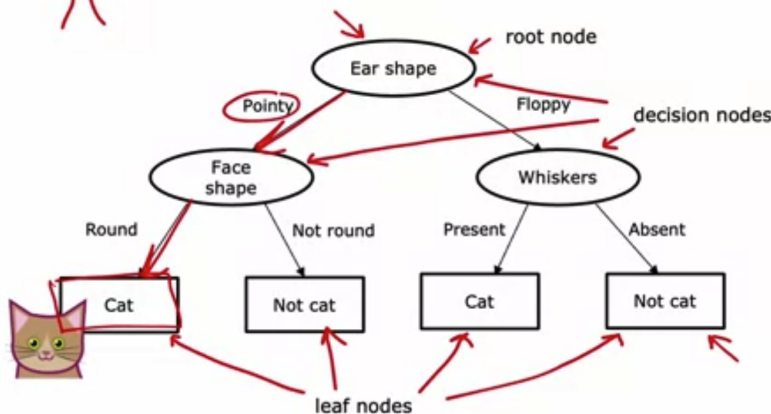 root node
Ear shape
Pointy
Floppy
decision nodes
Face
shape
Whiskers
Round
Not round
Present
Absent
Cat
Not cat
Cat
Not cat
leaf nodes